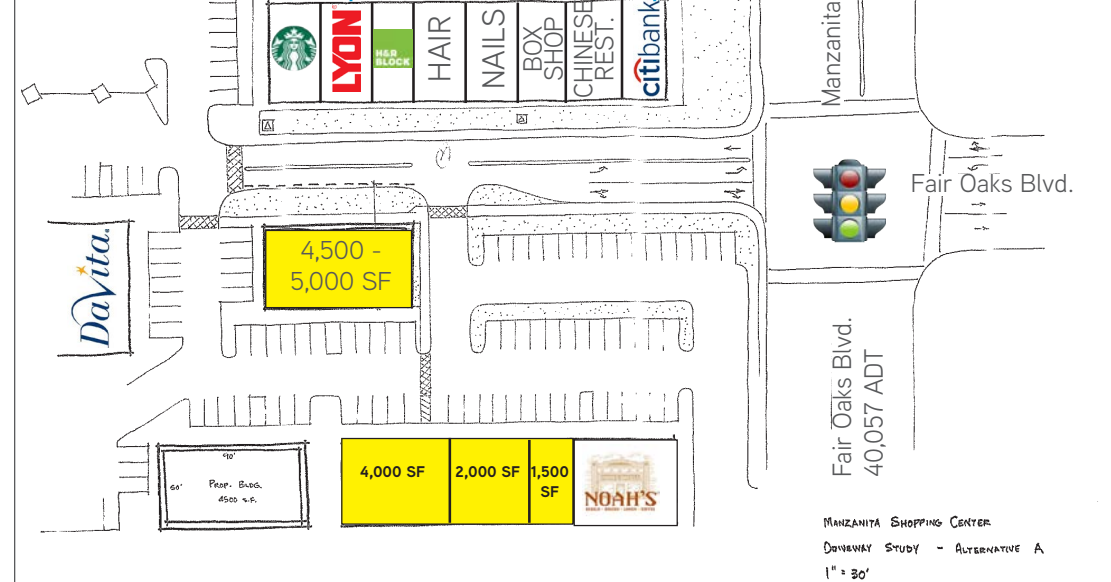 LYON
H&R
BLOCK
HAIR
NAILS
BOX
SHOP
CHINESE
REST.
citibank
Manzanita
Fair Oaks Blvd.
4,500 -
5,000 SF
DaVita.
Fair Oaks Blvd.
40,057 ADT
90'
50'
PROP. BLDG.
4500 S.F.
4,000 SF
2,000 SF
1,500
SF
NOAH'S
MANZANITA SHOPPING CENTER
DRIVEWAY STUDY - ALTERNATIVE A
1" = 30'